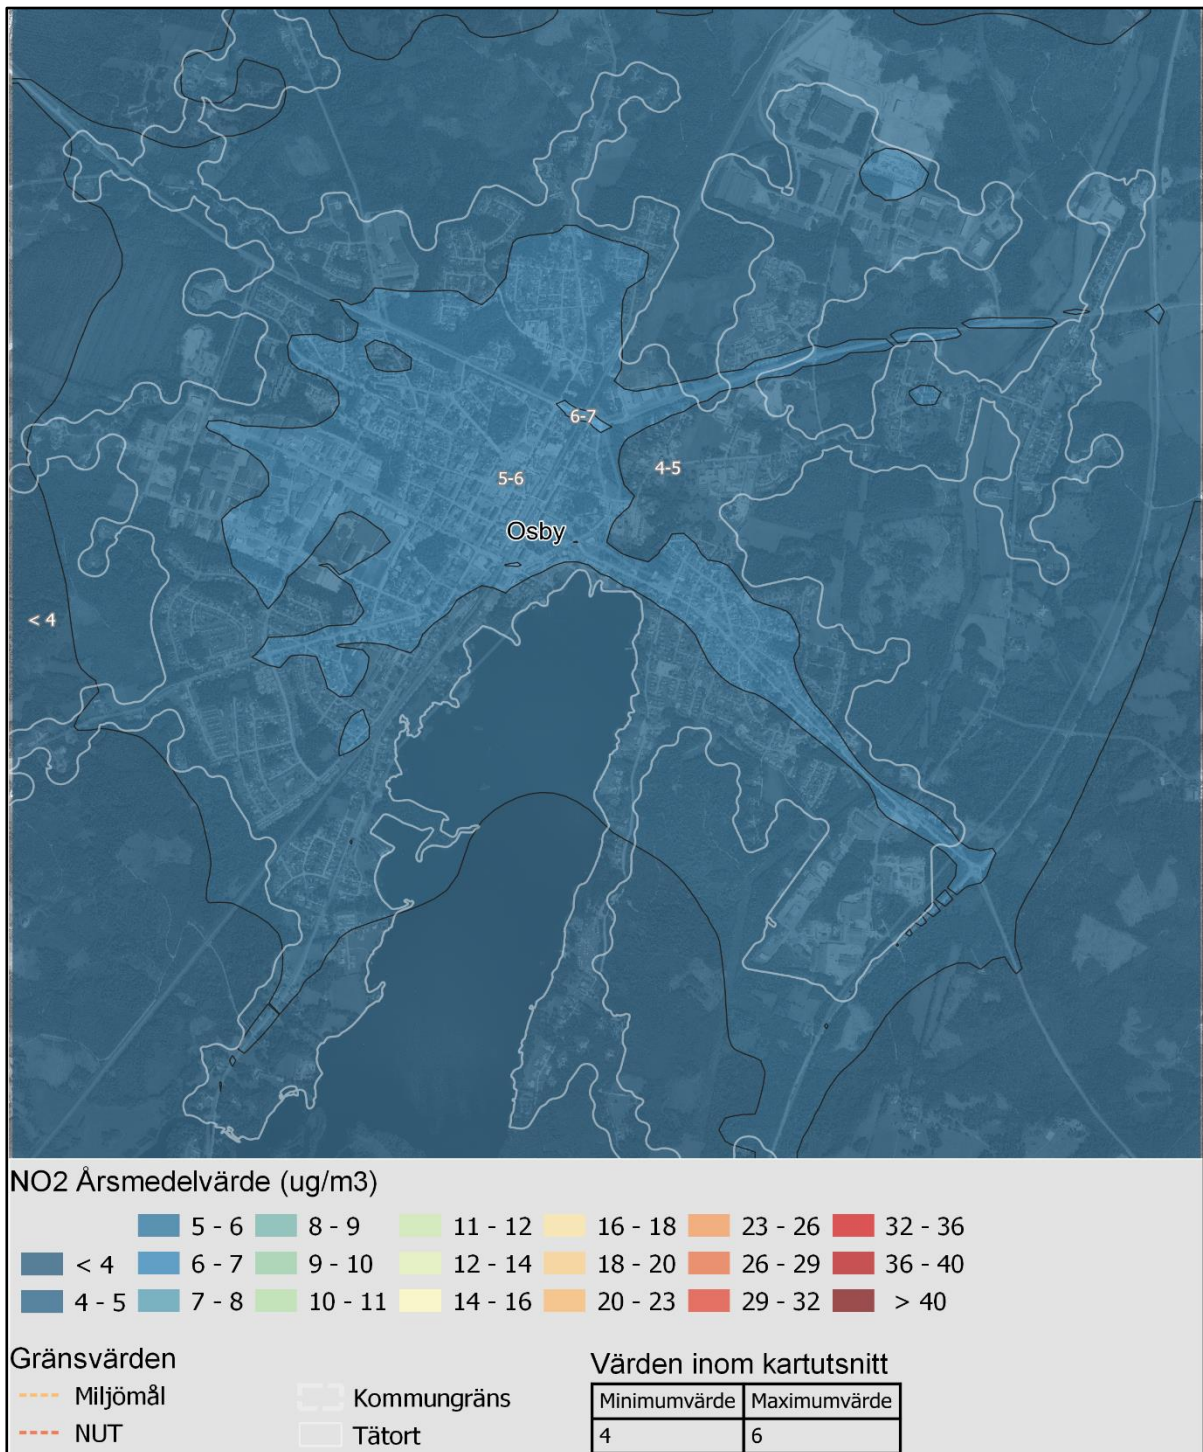 6-7
4-5
5-6
Osby
< 4
NO2 Årsmedelvärde (ug/m3)
5 - 6 8 - 9 11 - 12 16 - 18 23 - 26 32 - 36
< 4 6 - 7 9 - 10 12 - 14 18 - 20 26 - 29 36 - 40
4 - 5 7 - 8 10 - 11 14 - 16 20 - 23 29 - 32 > 40
Gränsvärden Värden inom kartutsnitt
Miljömål Kommungräns Minimumvärde Maximumvärde
NUT Tätort 4 6